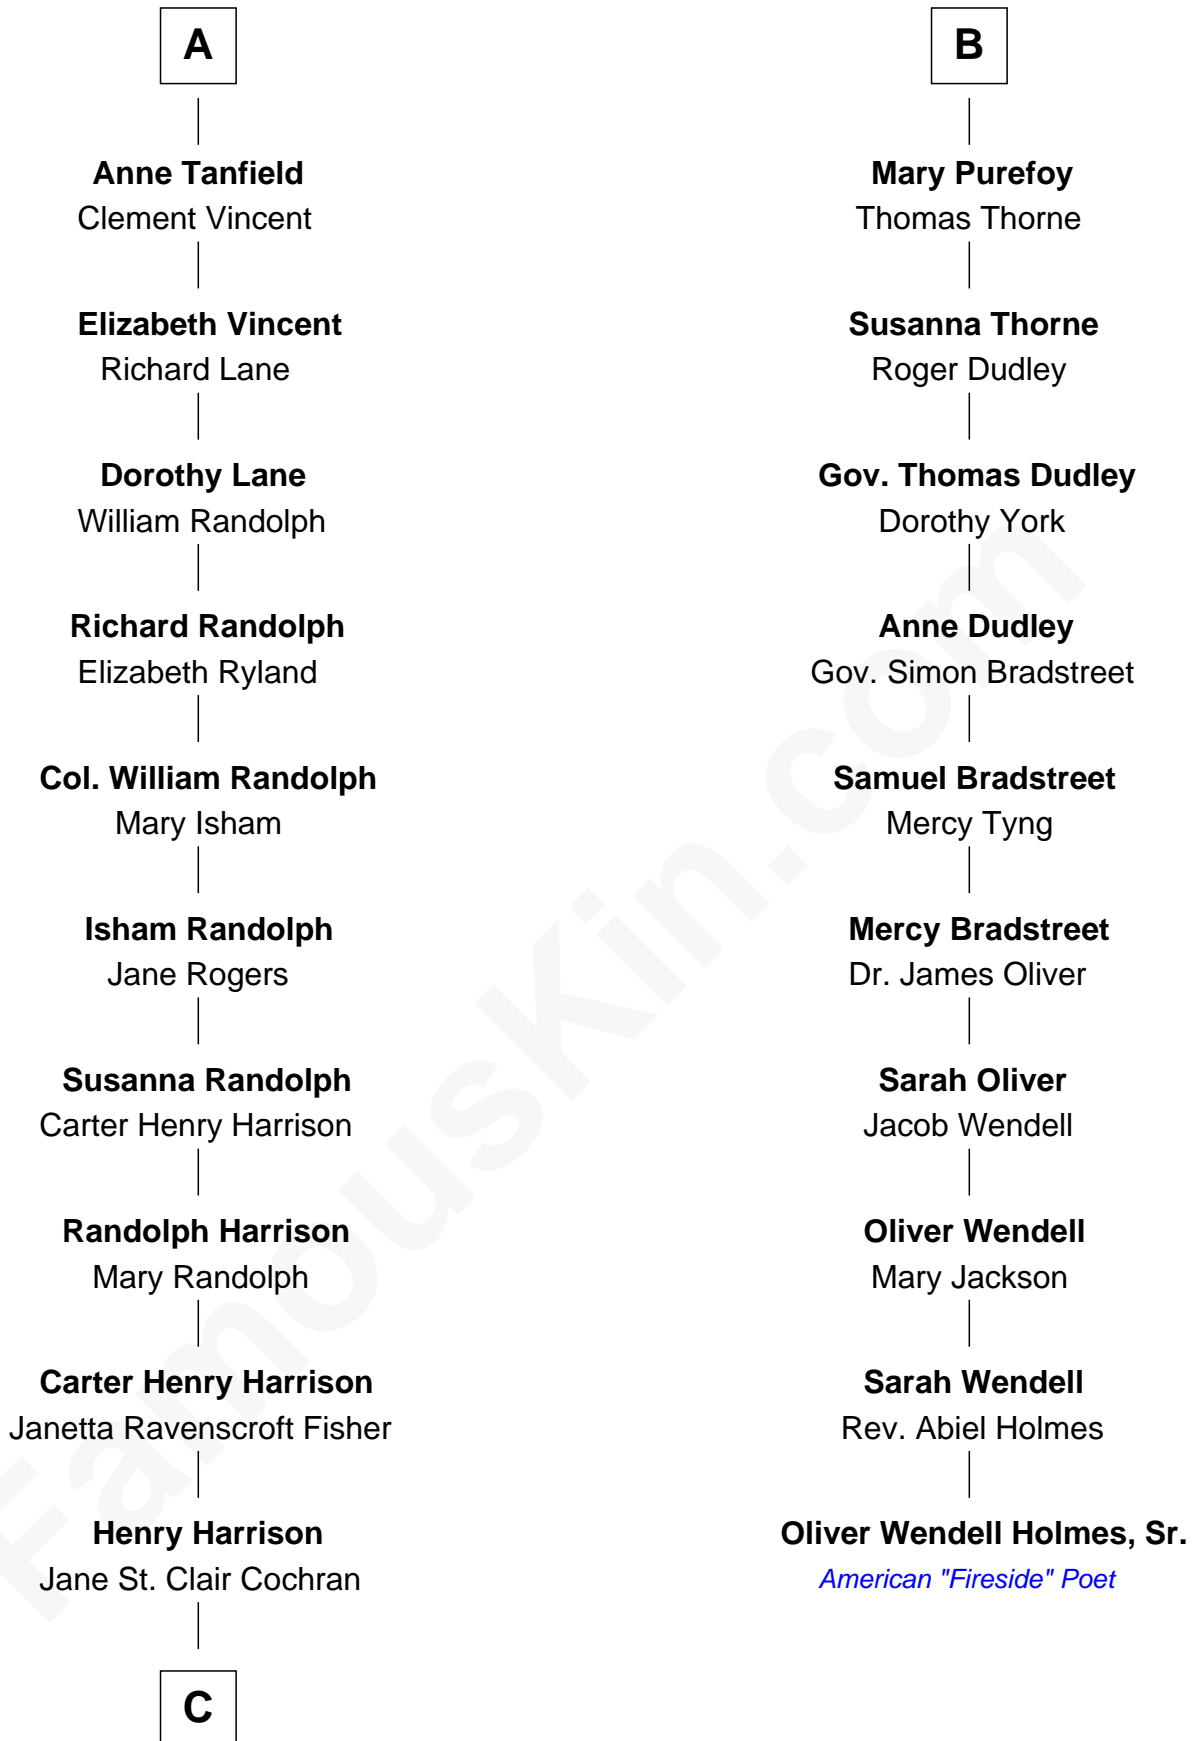 A
Anne Tanfield
Clement Vincent
Elizabeth Vincent
Richard Lane
Dorothy Lane
William Randolph
Richard Randolph
Elizabeth Ryland
Col. William Randolph
Mary Isham
Isham Randolph
Jane Rogers
Susanna Randolph
Carter Henry Harrison
Randolph Harrison
Mary Randolph
Carter Henry Harrison
Janetta Ravenscroft Fisher
Henry Harrison
Jane St. Clair Cochran
C
B
Mary Purefoy
Thomas Thorne
Susanna Thorne
Roger Dudley
Gov. Thomas Dudley
Dorothy York
Anne Dudley
Gov. Simon Bradstreet
Samuel Bradstreet
Mercy Tyng
Mercy Bradstreet
Dr. James Oliver
Sarah Oliver
Jacob Wendell
Oliver Wendell
Mary Jackson
Sarah Wendell
Rev. Abiel Holmes
Oliver Wendell Holmes, Sr.
American "Fireside" Poet
FamousKin.com